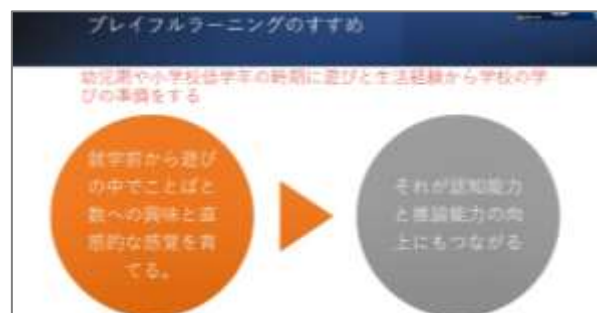 プレイフルラーニングのすすめ
幼児期や小学校低学年の時期に遊びと生活経験から学校の学
びの準備をする
就学前から遊び
の中でことばと
数への興味と直
感的な感覚を育
てる。
それが認知能力
と推論能力の向
上にもつながる